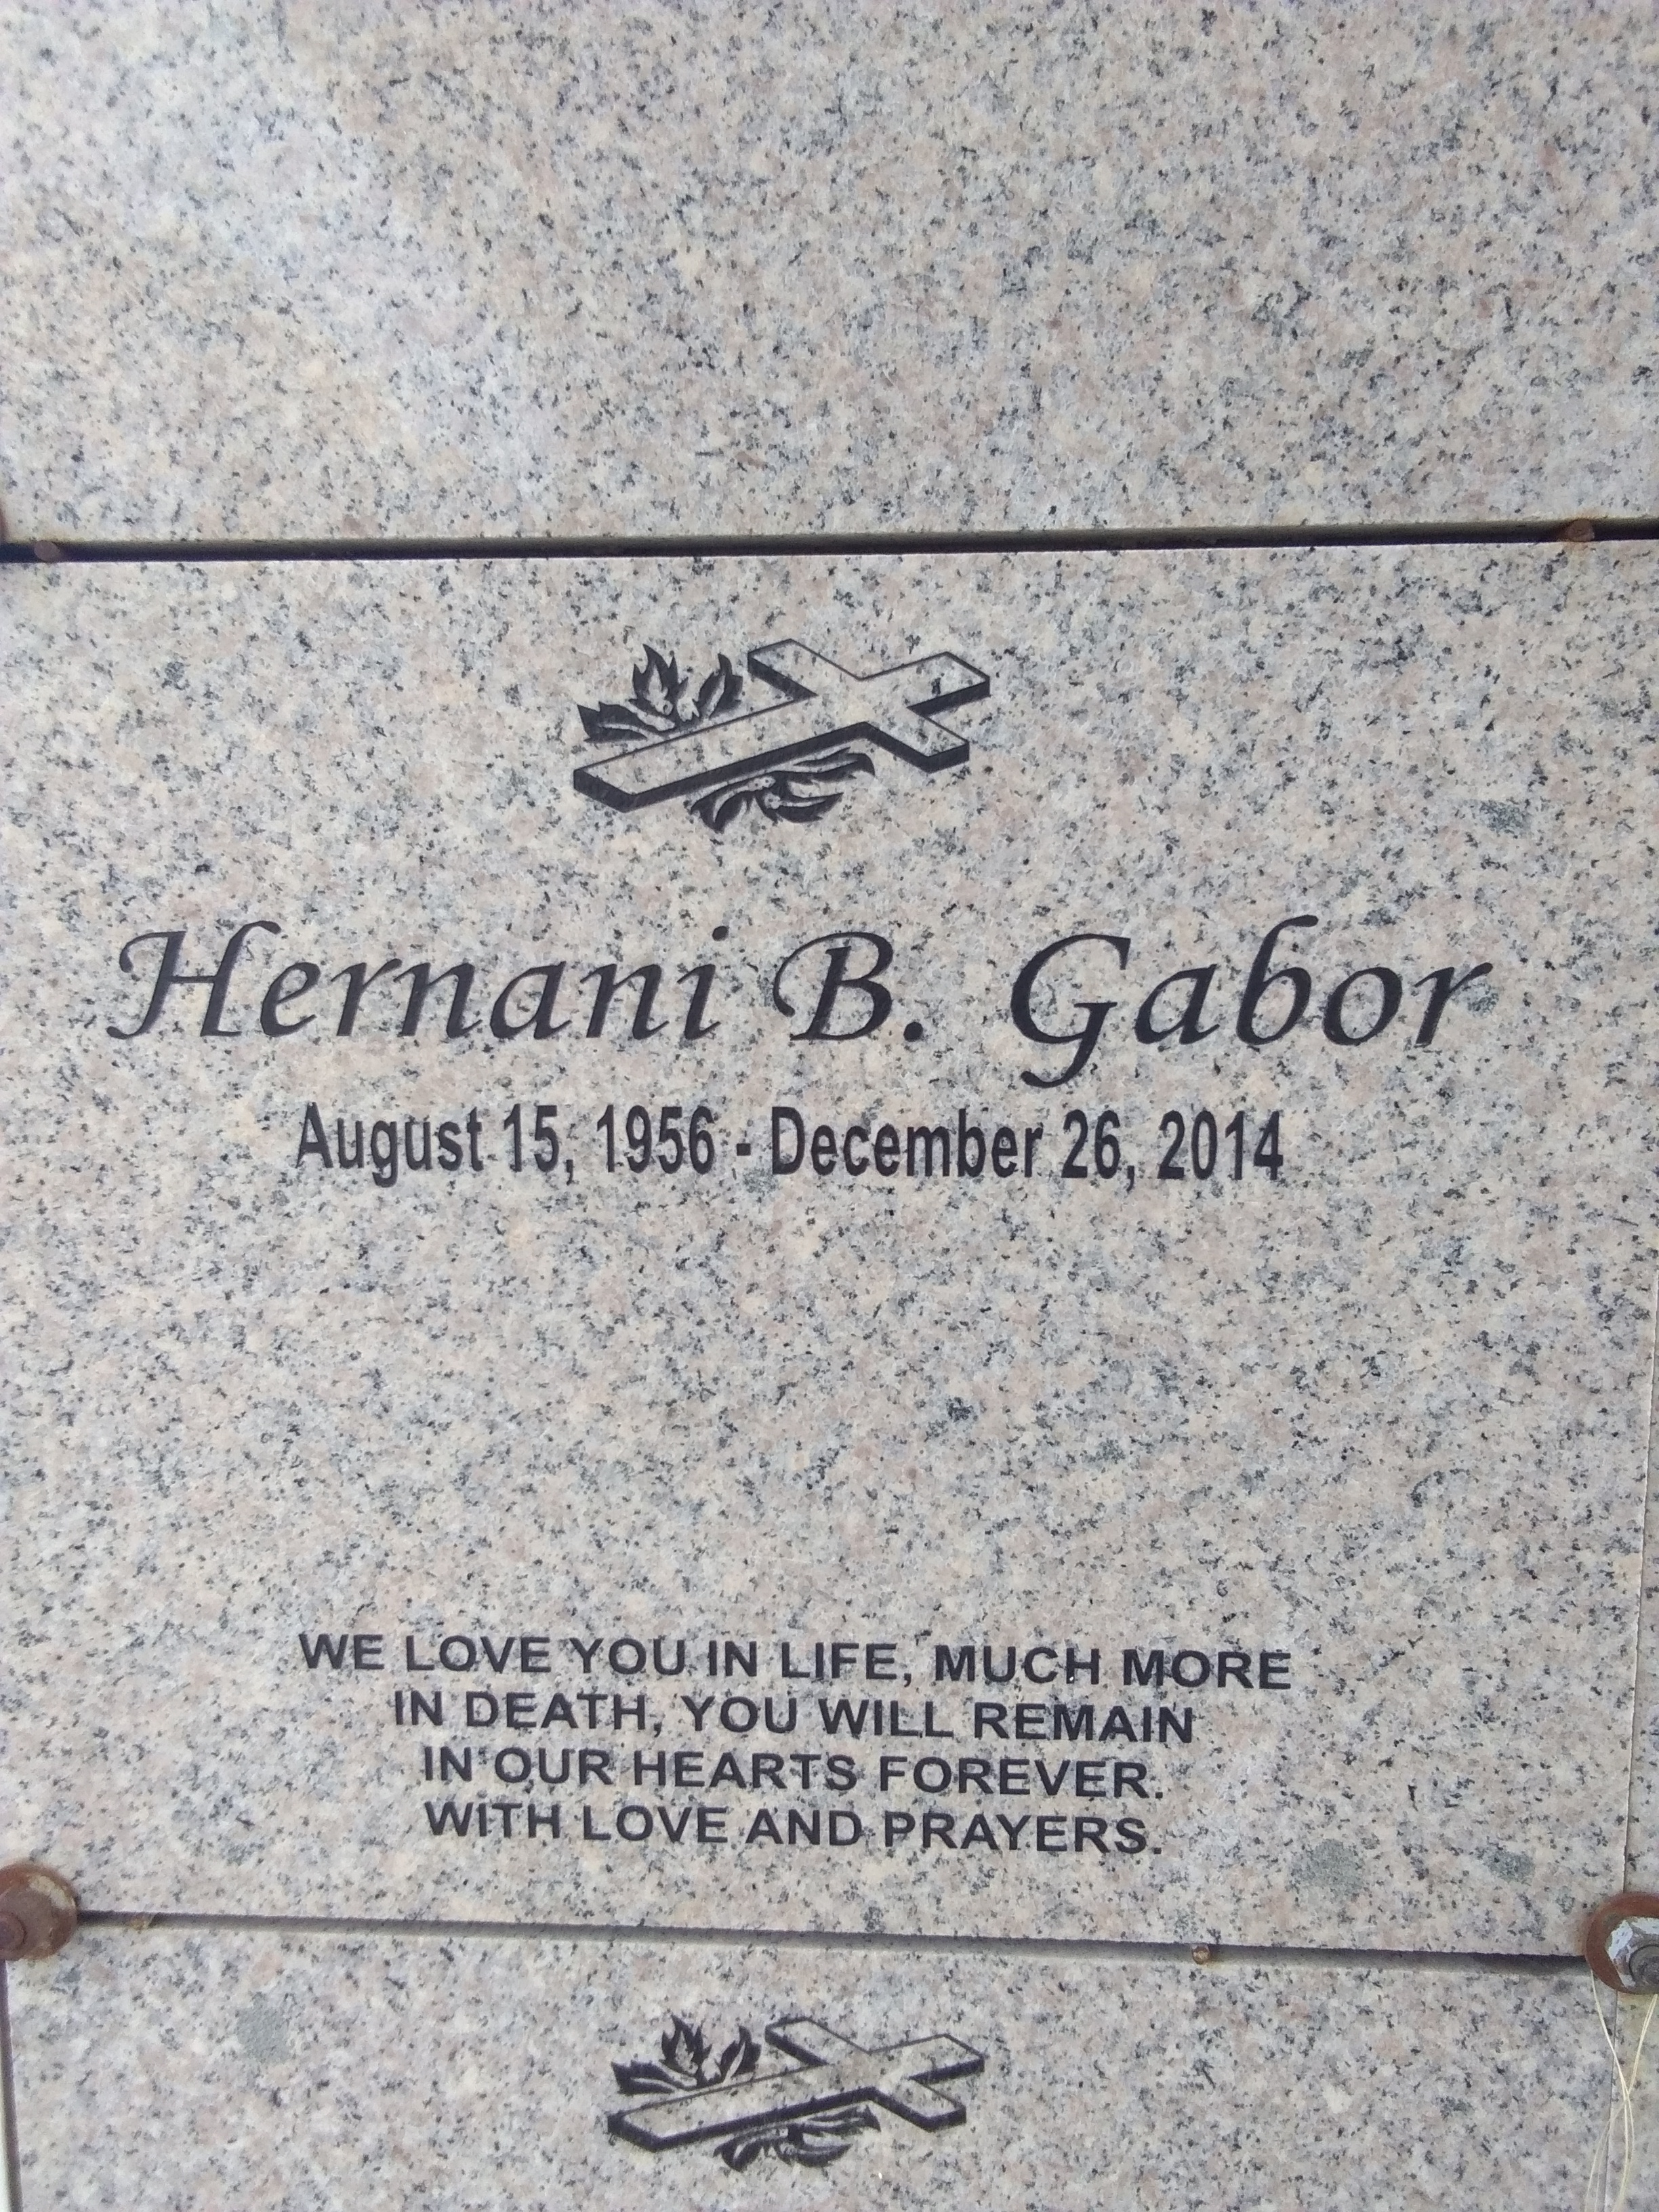 Hernani B. Gabor
August 15, 1956 - December 26, 2014
WE LOVE YOU IN LIFE, MUCH MORE
IN DEATH, YOU WILL REMAIN
IN OUR HEARTS FOREVER.
WITH LOVE AND PRAYERS.